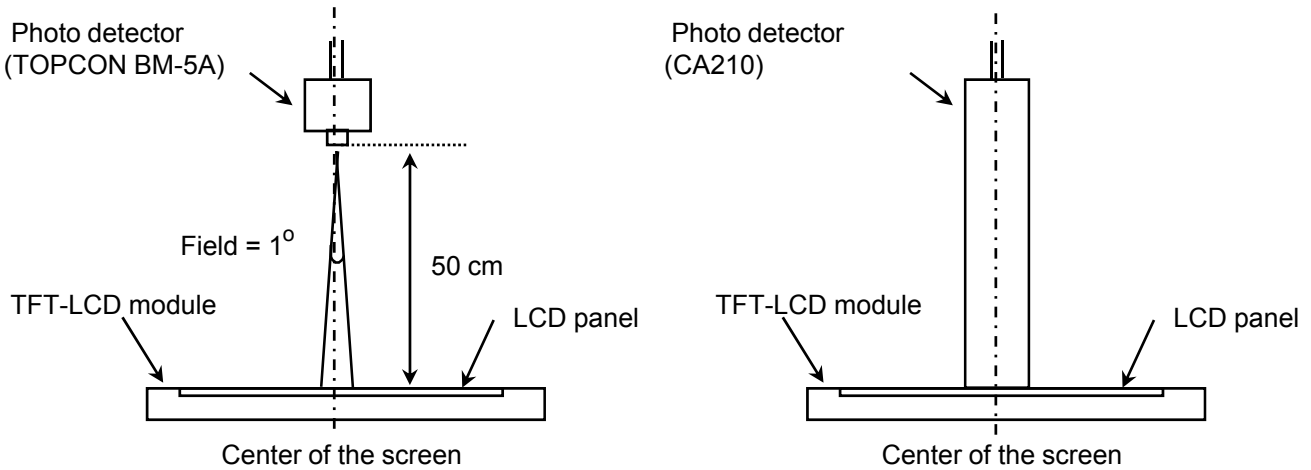 Photo detector
(TOPCON BM-5A)
Field = 1o
50 cm
TFT-LCD module
LCD panel
Center of the screen
Photo detector
(CA210)
TFT-LCD module
LCD panel
Center of the screen